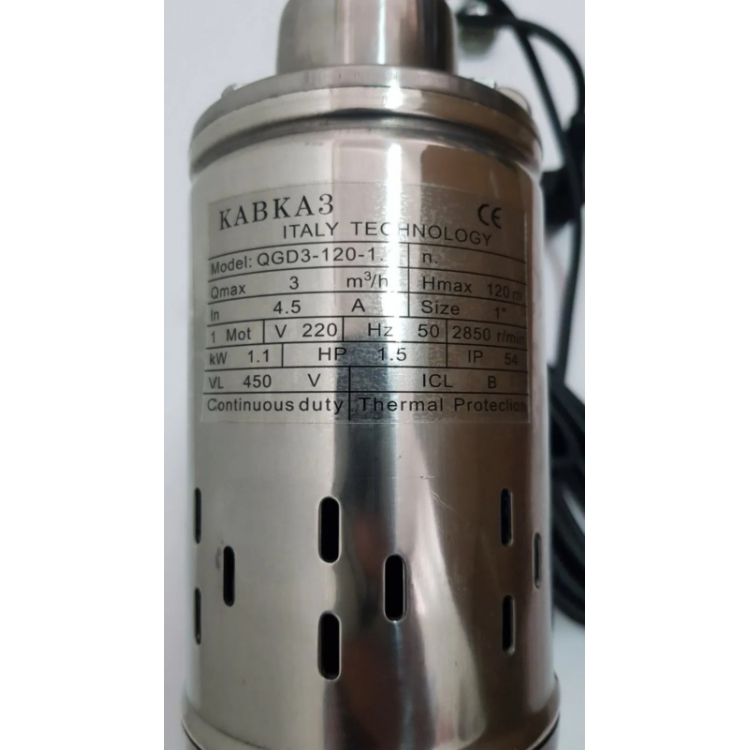 КАВКАЗ CE
ITALY TECHNOLOGY
Model: QGD3-120-1. n.
Qmax 3 m³/h Hmax 120 m
In 4.5 A Size 1"
1 Mot V 220 Hz 50 2850 r/min
kW 1.1 HP 1.5 IP 54
VL 450 V ICL B
Continuous duty Thermal Protection